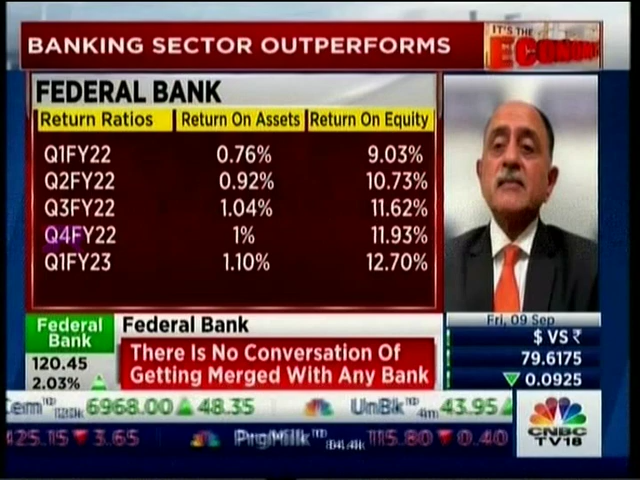 BANKING SECTOR OUTPERFORMS
IT'S THE
ECONOMY
FEDERAL BANK
Return Ratios Return On Assets Return On Equity
Q1FY22 0.76% 9.03%
Q2FY22 0.92% 10.73%
Q3FY22 1.04% 11.62%
Q4FY22 1% 11.93%
Q1FY23 1.10% 12.70%
Fri, 09 Sep
Federal
Bank
120.45
2.03%
Federal Bank
There Is No Conversation Of
Getting Merged With Any Bank
$ VS ₹
79.6175
0.0925
6968.00 48.35 UnBk 43.95
425.15 3.65 PrgMilk 115.80 0.40
CNBC
TV18